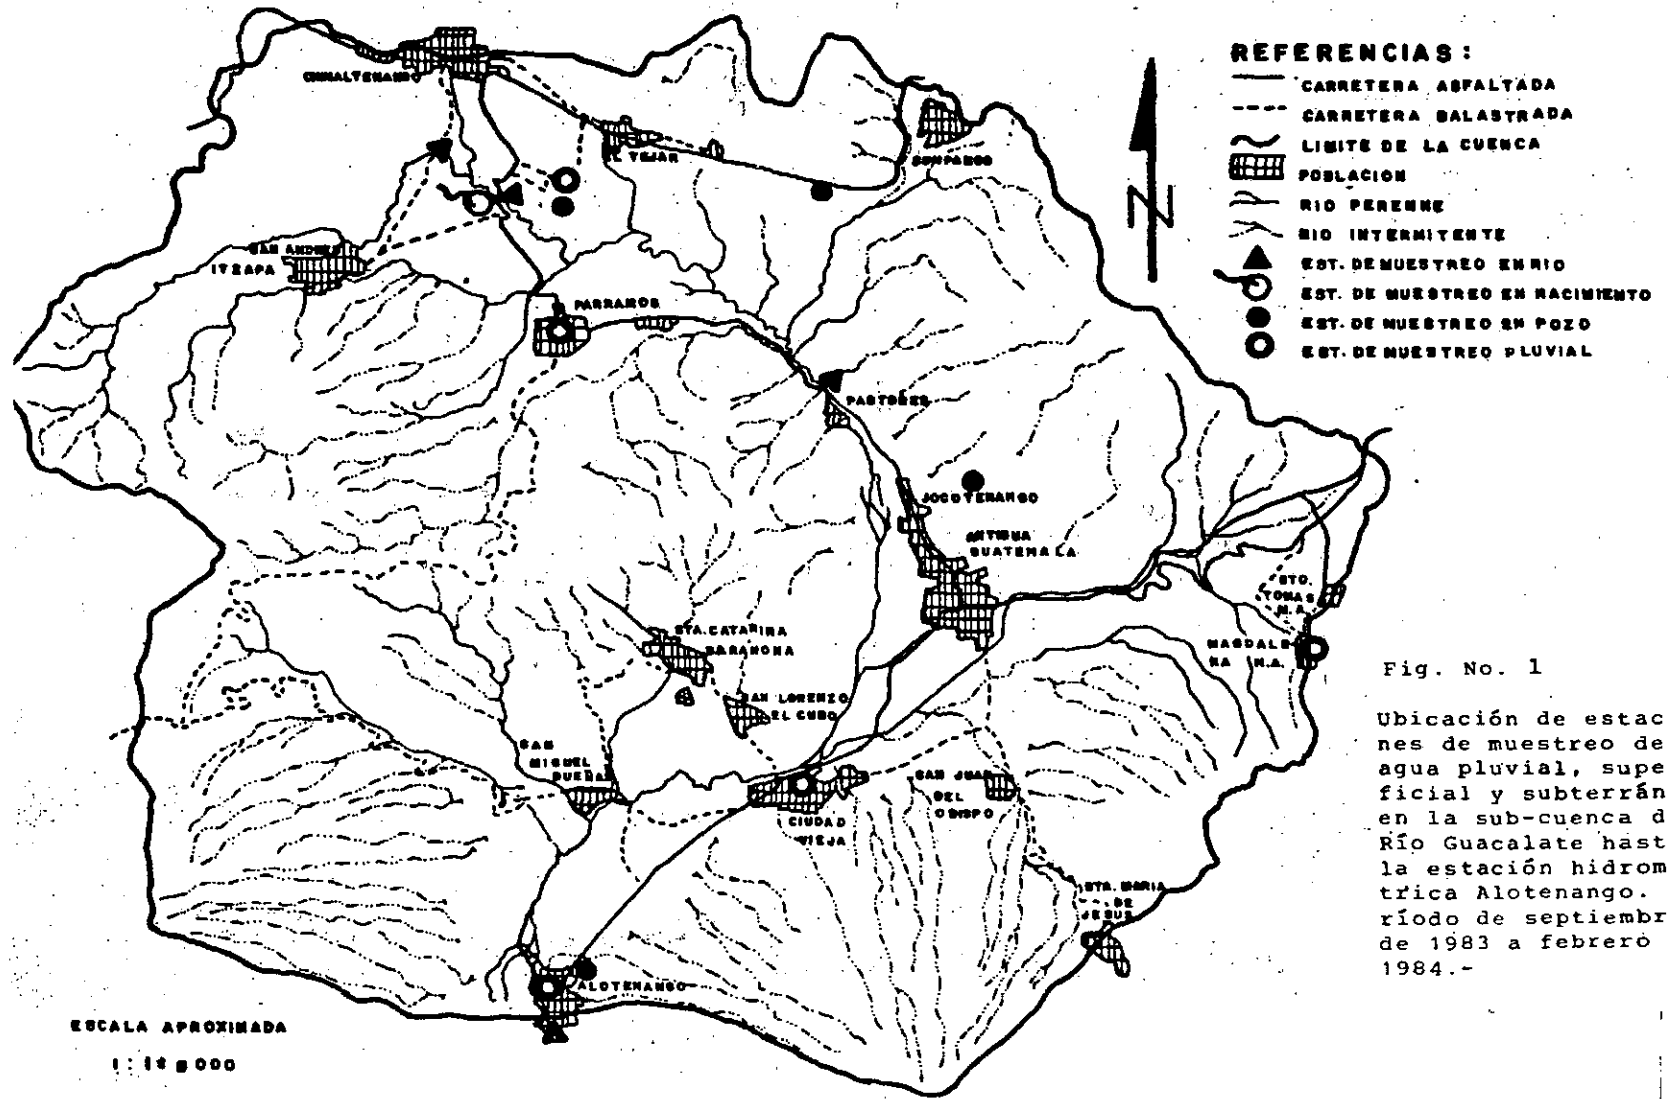 REFERENCIAS:
CARRETERA ASFALTADA
CARRETERA BALASTRADA
LIMITE DE LA CUENCA
POBLACION
RIO PERENNE
RIO INTERMITENTE
EST. DE MUESTREO EN RIO
EST. DE MUESTREO EN NACIMIENTO
EST. DE MUESTREO EN POZO
EST. DE MUESTREO PLUVIAL
N
CHIMALTENANGO
EL TEJAR
SUMPANGO
SAN ANDRES
ITZAPA
PARRAMOS
PASTORES
JOCOTENANGO
ANTIGUA
GUATEMALA
STO.
TOMAS
M.A.
MAGDALE
NA M.A.
STA. CATARINA
BARAHONA
SAN LORENZO
EL CUBO
SAN
MIGUEL
DUEÑAS
CIUDAD
VIEJA
SAN JUAN
DEL
OBISPO
STA. MARIA
DE
JESUS
ALOTENANGO
ESCALA APROXIMADA
Fig. No. 1
Ubicación de estac
nes de muestreo de
agua pluvial, supe
ficial y subterrán
en la sub-cuenca d
Río Guacalate hast
la estación hidrom
trica Alotenango.
ríodo de septiembr
de 1983 a febrero
1984.-